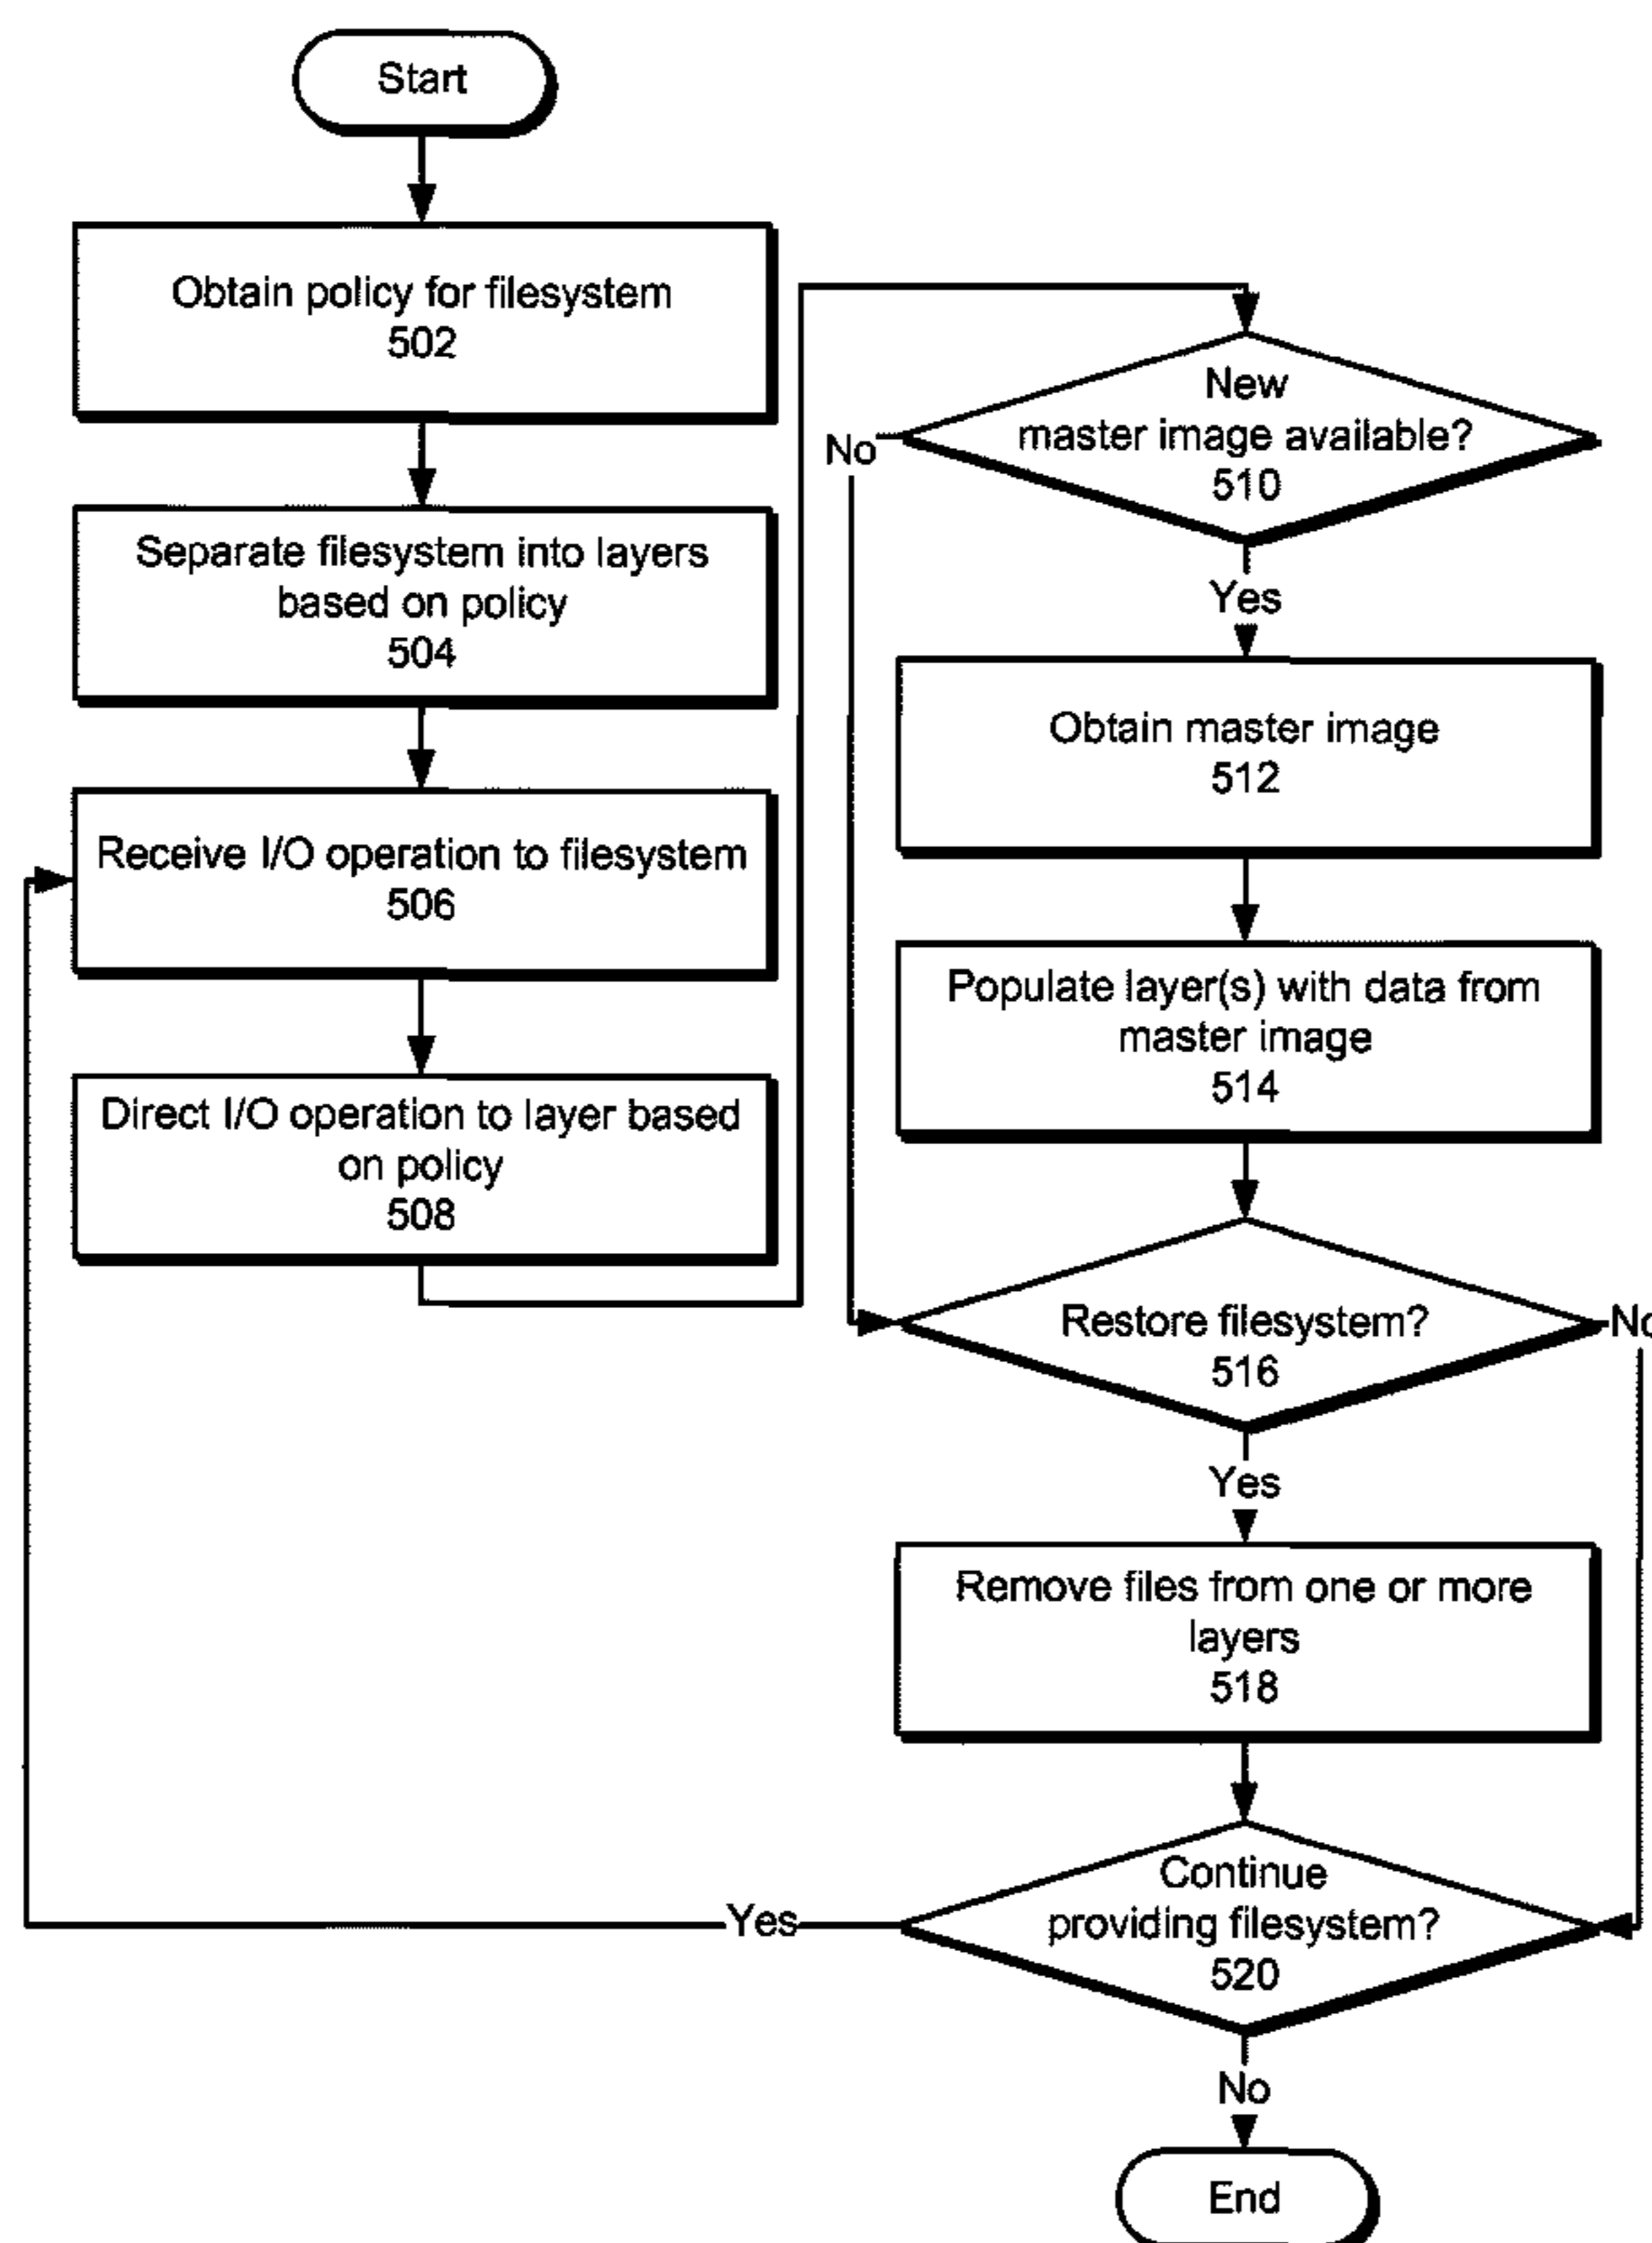 Start
Obtain policy for filesystem
502
Separate filesystem into layers
based on policy
504
Receive I/O operation to filesystem
506
Direct I/O operation to layer based
on policy
508
New
master image available?
510
No
Yes
Obtain master image
512
Populate layer(s) with data from
master image
514
Restore filesystem?
516
No
Yes
Remove files from one or more
layers
518
Continue
providing filesystem?
520
Yes
No
End